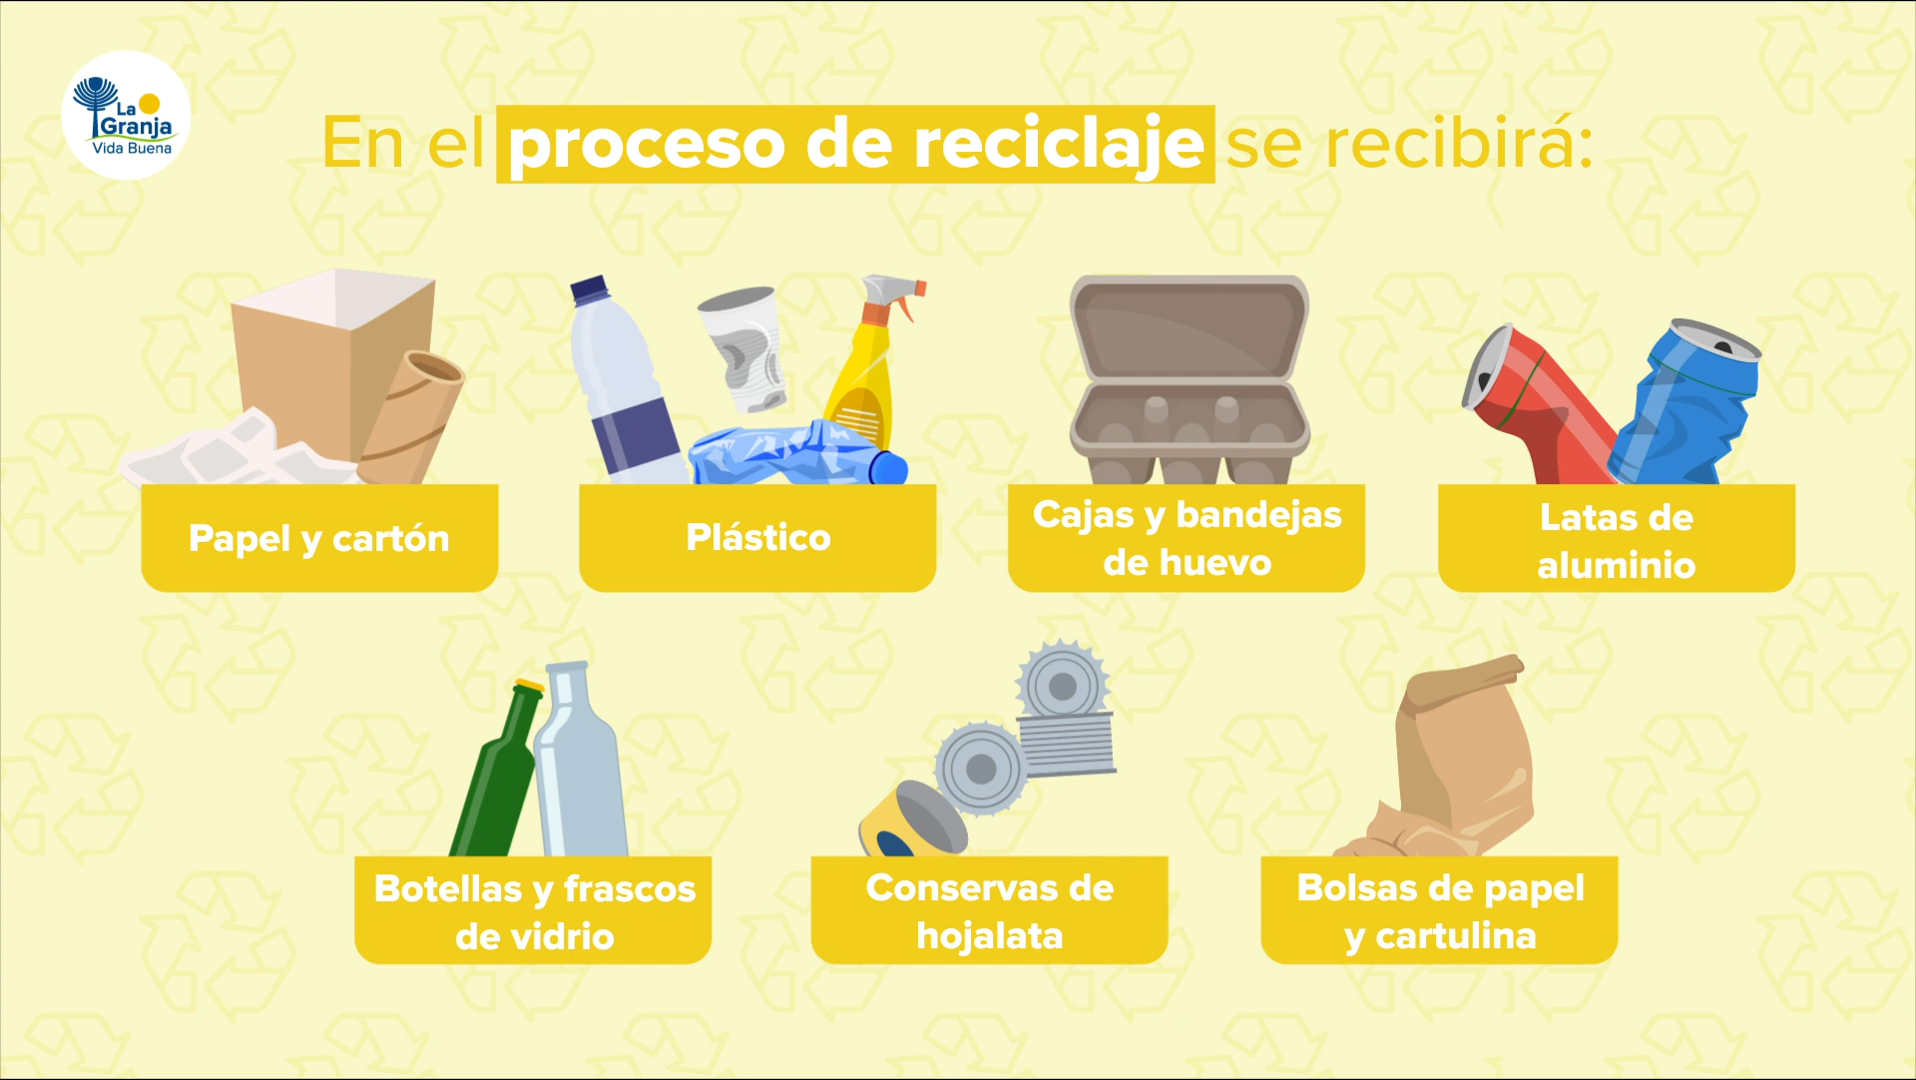 La
Granja
Vida Buena
En el proceso de reciclaje se recibirá:
Papel y cartón
Plástico
Cajas y bandejas
de huevo
Latas de
aluminio
Botellas y frascos
de vidrio
Conservas de
hojalata
Bolsas de papel
y cartulina